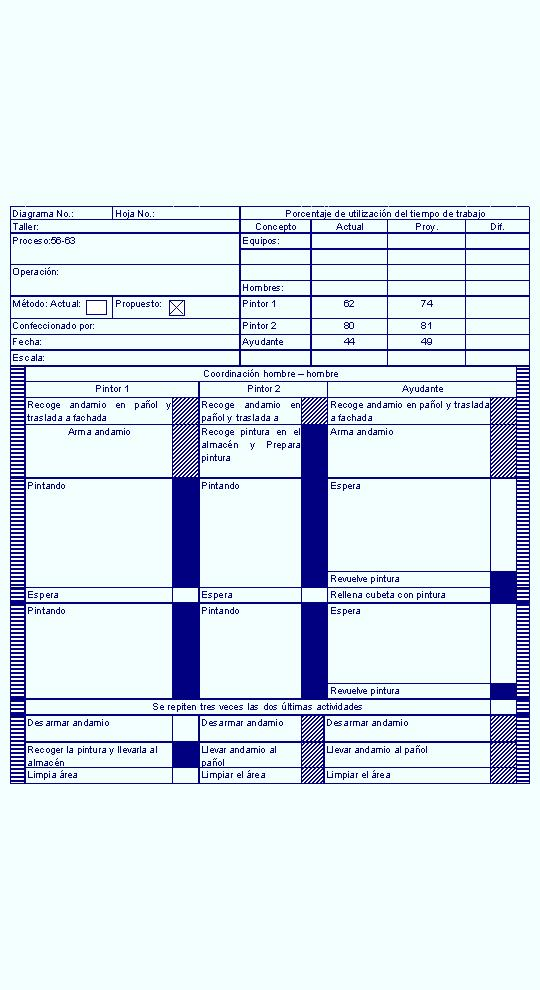 Diagrama No.: Hoja No.: Porcentaje de utilización del tiempo de trabajo
Taller: Concepto Actual Proy. Dif.
Proceso:56-63 Equipos:
Operación:
Hombres:
Método: Actual: Propuesto: Pintor 1 62 74
Confeccionado por: Pintor 2 80 81
Fecha: Ayudante 44 49
Escala:
Coordinación hombre – hombre
Pintor 1 Pintor 2 Ayudante
Recoge andamio en pañol y Recoge andamio en Recoge andamio en pañol y traslada
traslada a fachada pañol y traslada a a fachada
Arma andamio Recoge pintura en el Arma andamio
almacén y Prepara
pintura
Pintando Pintando Espera
Revuelve pintura
Espera Espera Rellena cubeta con pintura
Pintando Pintando Espera
Revuelve pintura
Se repiten tres veces las dos últimas actividades
Desarmar andamio Desarmar andamio Desarmar andamio
Recoger la pintura y llevarla al Llevar andamio al Llevar andamio al pañol
almacén pañol
Limpia área Limpiar el área Limpiar el área